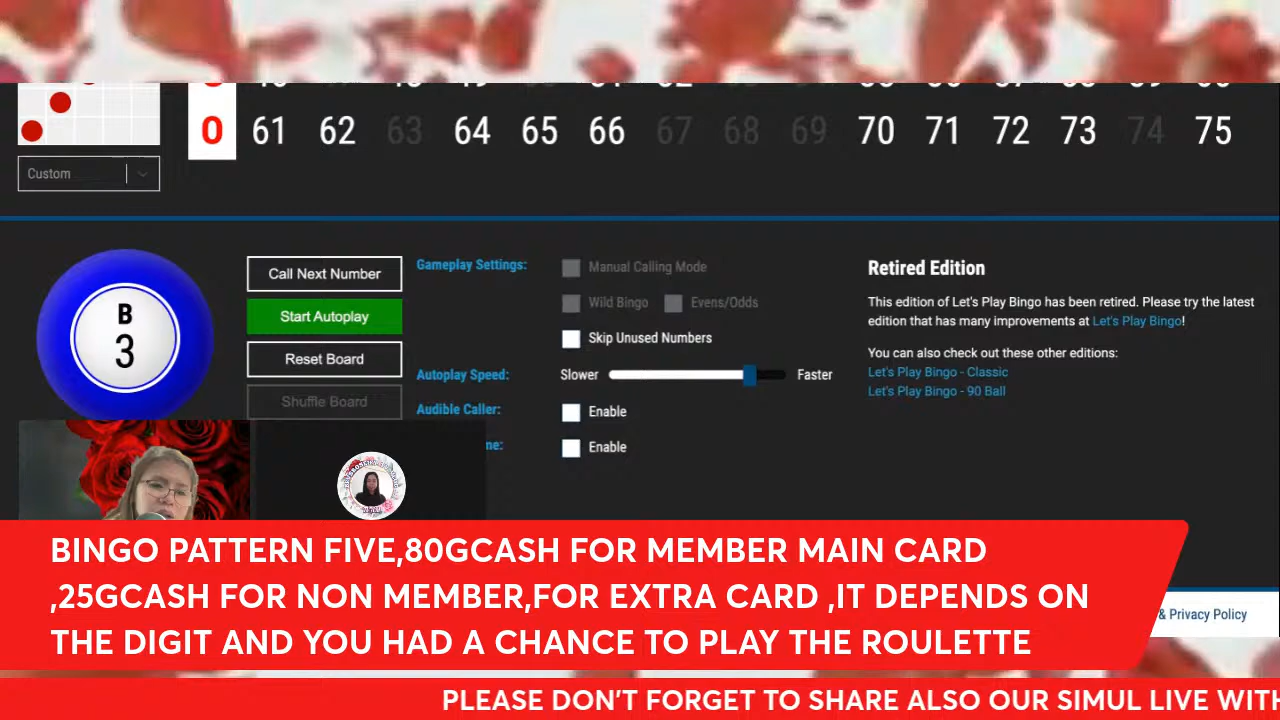 O 61 62 63 64 65 66 67 68 69 70 71 72 73 74 75
Custom
B
3
Call Next Number
Start Autoplay
Reset Board
Shuffle Board
Gameplay Settings:
Manual Calling Mode
Wild Bingo Evens/Odds
Skip Unused Numbers
Autoplay Speed: Slower Faster
Audible Caller: Enable
me: Enable
Retired Edition
This edition of Let's Play Bingo has been retired. Please try the latest
edition that has many improvements at Let's Play Bingo!
You can also check out these other editions:
Let's Play Bingo - Classic
Let's Play Bingo - 90 Ball
BINGO PATTERN FIVE,80GCASH FOR MEMBER MAIN CARD
,25GCASH FOR NON MEMBER,FOR EXTRA CARD ,IT DEPENDS ON
THE DIGIT AND YOU HAD A CHANCE TO PLAY THE ROULETTE
& Privacy Policy
PLEASE DON'T FORGET TO SHARE ALSO OUR SIMUL LIVE WITH